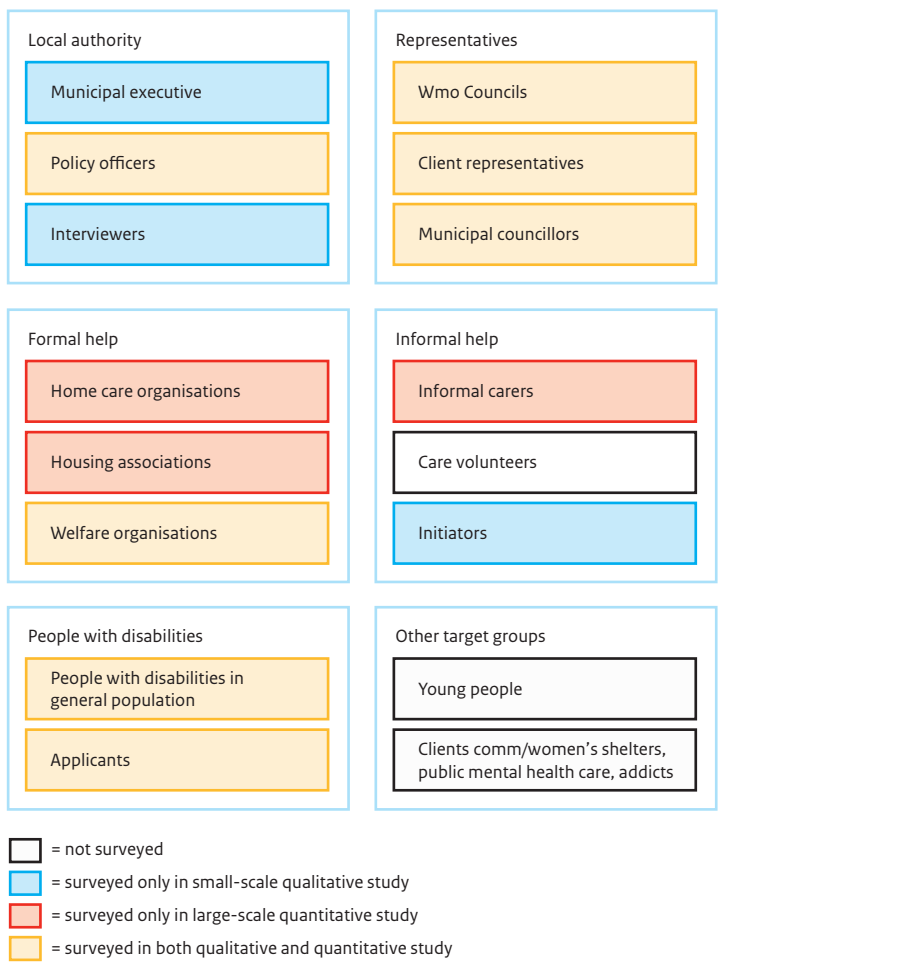 Local authority
Municipal executive
Policy officers
Interviewers
Representatives
Wmo Councils
Client representatives
Municipal councillors
Formal help
Home care organisations
Housing associations
Welfare organisations
Informal help
Informal carers
Care volunteers
Initiators
People with disabilities
People with disabilities in
general population
Applicants
Other target groups
Young people
Clients comm/women's shelters,
public mental health care, addicts
= not surveyed
= surveyed only in small-scale qualitative study
= surveyed only in large-scale quantitative study
= surveyed in both qualitative and quantitative study